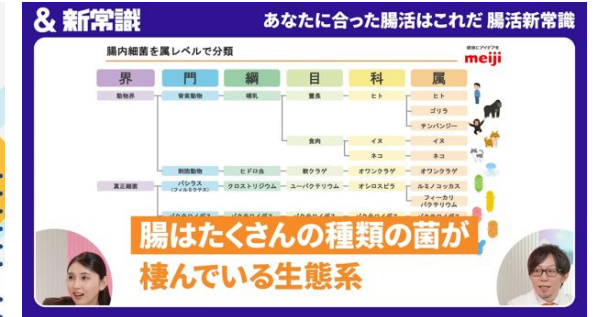 & 新常識
あなたに合った腸活はこれだ 腸活新常識
腸内細菌を属レベルで分類
健康にアイデアを
meiji
界 門 綱 目 科 属
動物界 脊索動物 哺乳 霊長 ヒト ヒト
ゴリラ
チンパンジー
食肉 イヌ イヌ
ネコ ネコ
刺胞動物 ヒドロ虫 軟クラゲ オワンクラゲ オワンクラゲ
真正細菌 バシラス クロストリジウム ユーバクテリウム オシロスピラ ルミノコッカス
(フィルミクテス)
フィーカリ
バクテリウム
腸はたくさんの種類の菌が
棲んでいる生態系